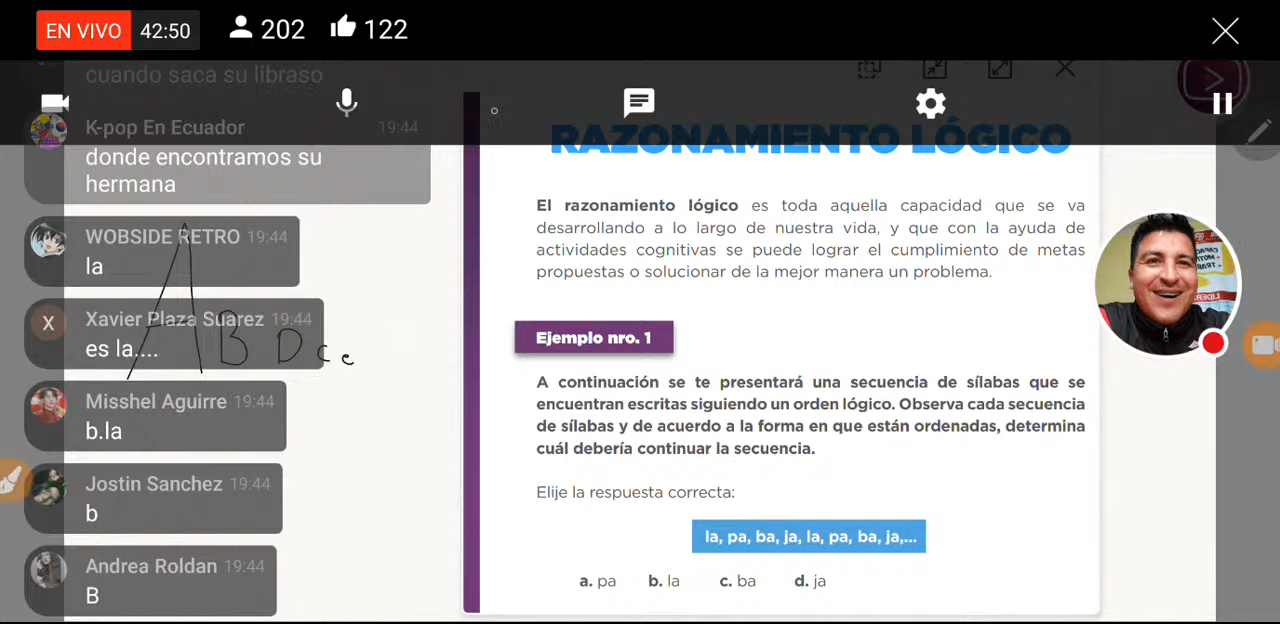 EN VIVO 42:50 202 122
cuando saca su libraso
K-pop En Ecuador 19:44
donde encontramos su
hermana
WOBSIDE RETRO 19:44
la
X Xavier Plaza Suarez 19:44
es la....
Misshel Aguirre 19:44
b.la
Jostin Sanchez 19:44
b
Andrea Roldan 19:44
B
A B D c e
RAZONAMIENTO LÓGICO
El razonamiento lógico es toda aquella capacidad que se va
desarrollando a lo largo de nuestra vida, y que con la ayuda de
actividades cognitivas se puede lograr el cumplimiento de metas
propuestas o solucionar de la mejor manera un problema.
Ejemplo nro. 1
A continuación se te presentará una secuencia de sílabas que se
encuentran escritas siguiendo un orden lógico. Observa cada secuencia
de sílabas y de acuerdo a la forma en que están ordenadas, determina
cuál debería continuar la secuencia.
Elije la respuesta correcta:
la, pa, ba, ja, la, pa, ba, ja,...
a. pa b. la c. ba d. ja